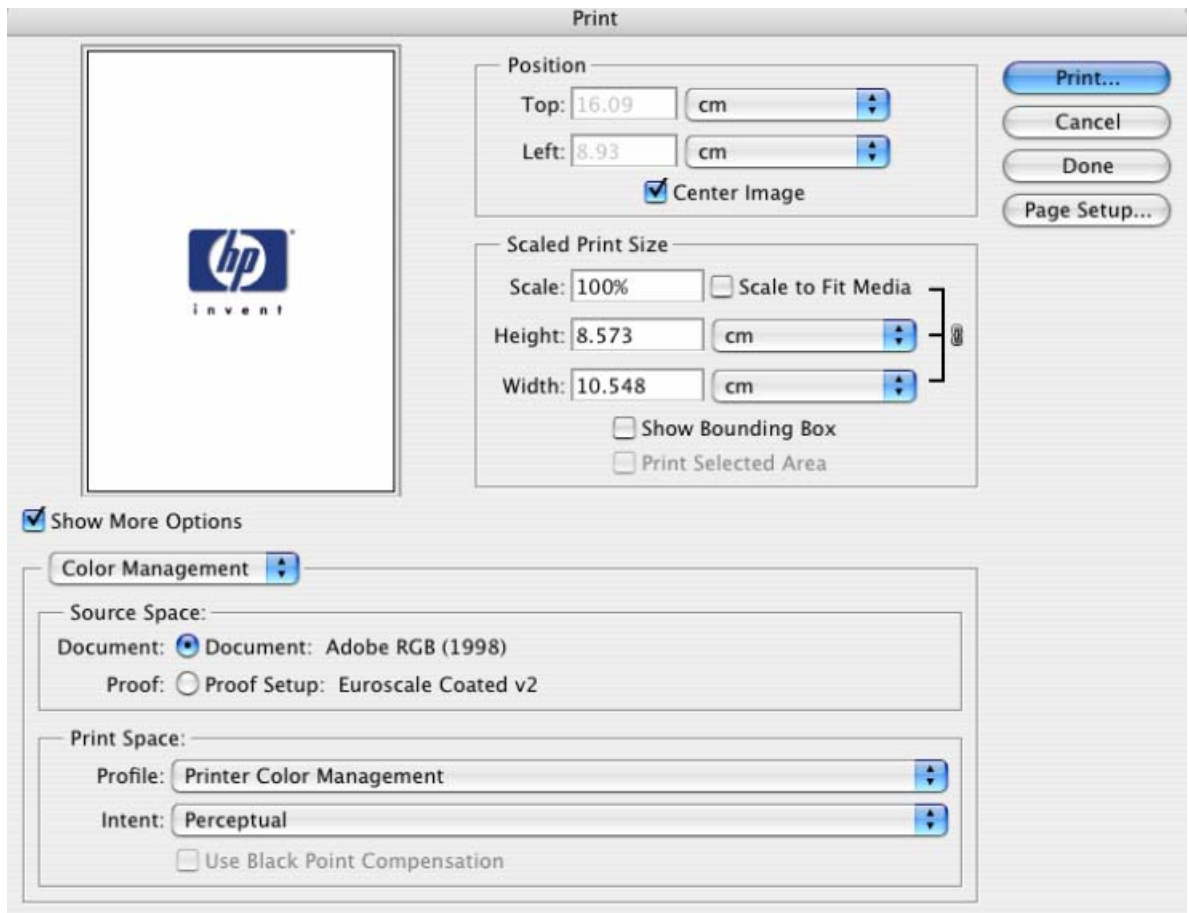 Print
hp
invent
Position
Top: 16.09 cm
Left: 8.93 cm
Center Image
Print...
Cancel
Done
Page Setup...
Scaled Print Size
Scale: 100% Scale to Fit Media
Height: 8.573 cm
Width: 10.548 cm
Show Bounding Box
Print Selected Area
Show More Options
Color Management
Source Space:
Document: Document: Adobe RGB (1998)
Proof: Proof Setup: Euroscale Coated v2
Print Space:
Profile: Printer Color Management
Intent: Perceptual
Use Black Point Compensation